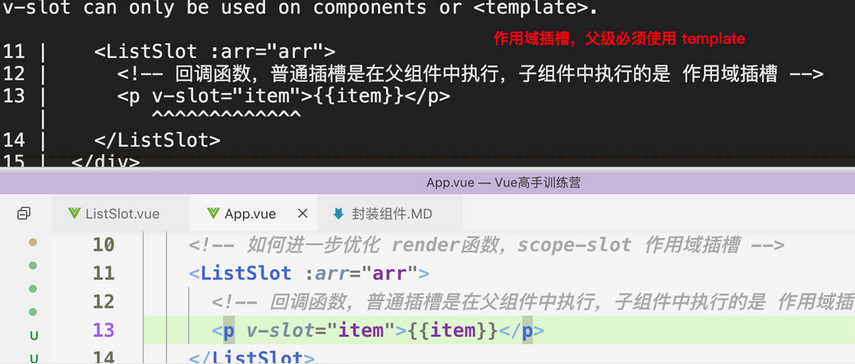 v-slot can only be used on components or <template>.
作用域插槽，父级必须使用 template
11 | <ListSlot :arr="arr">
12 | <!-- 回调函数，普通插槽是在父组件中执行，子组件中执行的是 作用域插槽 -->
13 | <p v-slot="item">{{item}}</p>
| ^^^^^^^^^^^^^
14 | </ListSlot>
15 | </div>
App.vue — Vue高手训练营
ListSlot.vue App.vue × 封装组件.MD
10 <!-- 如何进一步优化 render函数，scope-slot 作用域插槽 -->
11 <ListSlot :arr="arr">
12 <!-- 回调函数，普通插槽是在父组件中执行，子组件中执行的是 作用域插
13 <p v-slot="item">{{item}}</p>
U
14 </ListSlot>
U